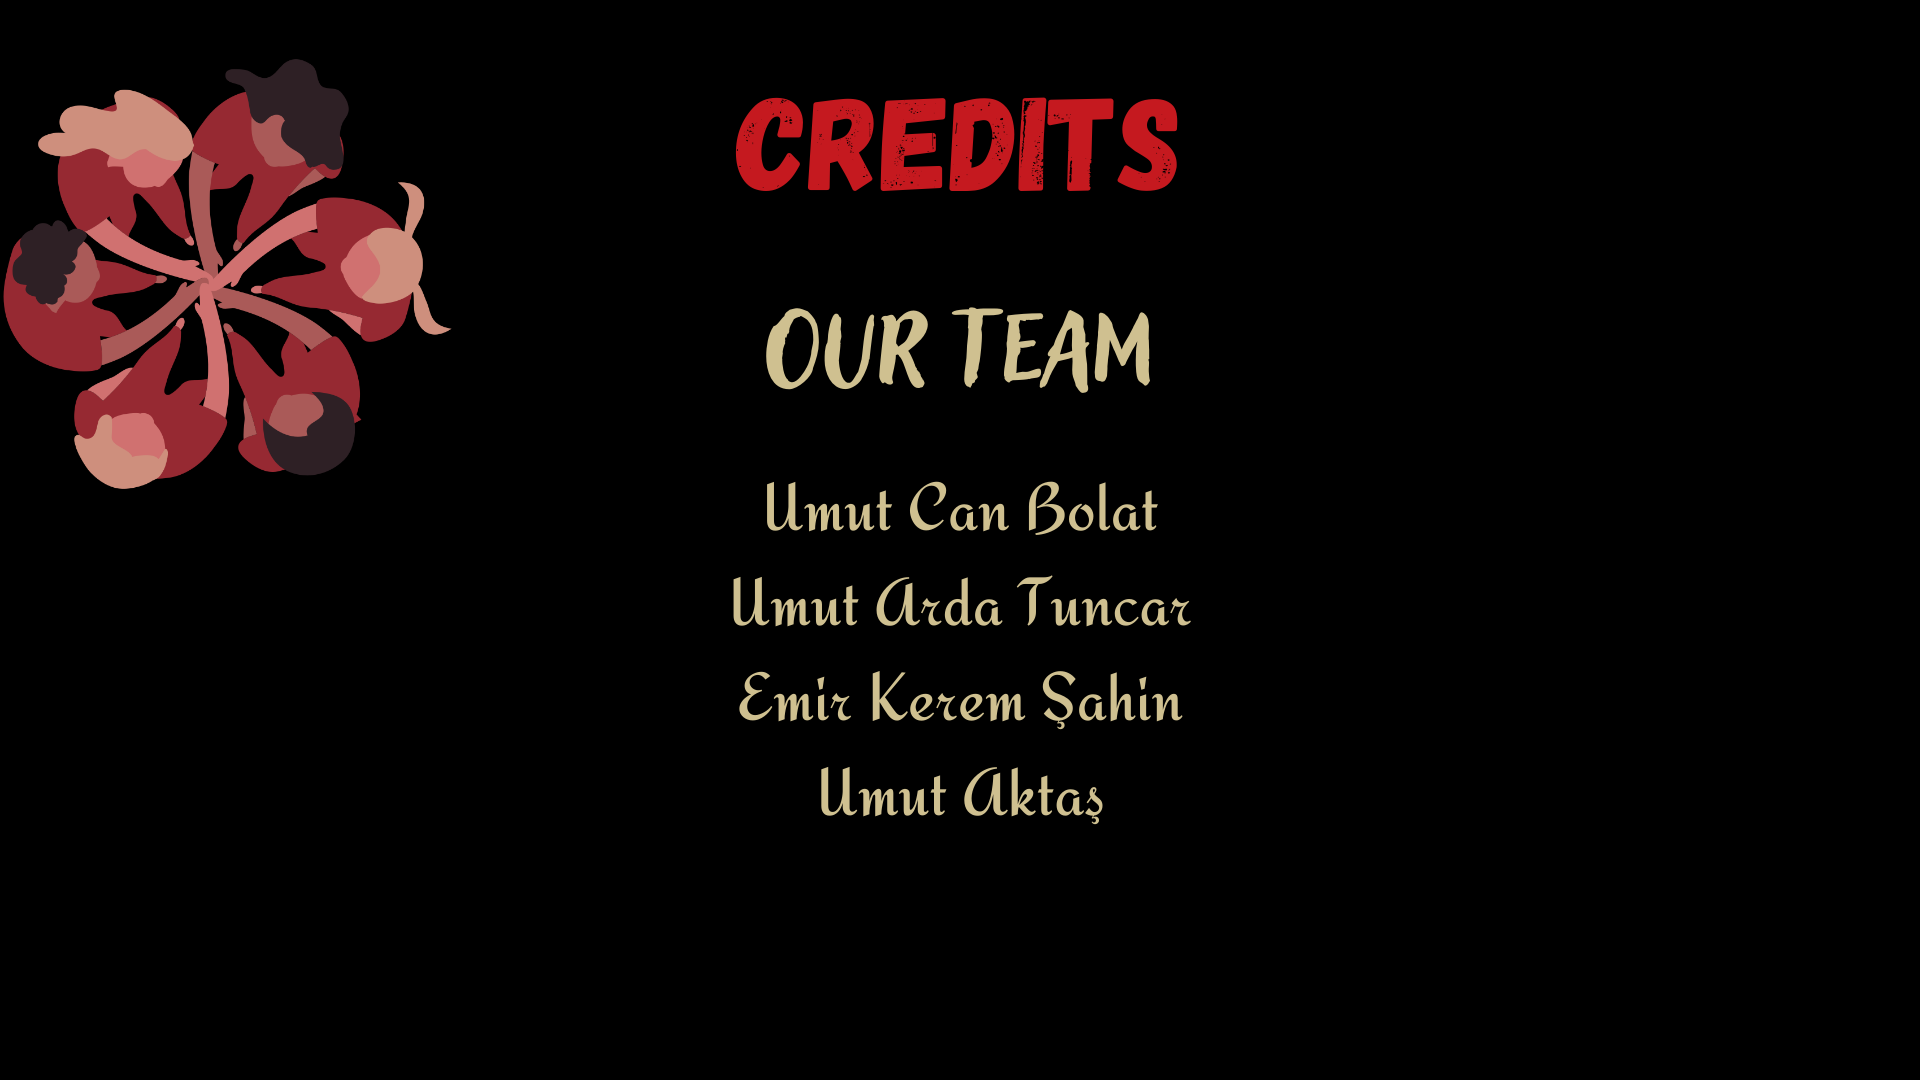 CREDITS
OUR TEAM
Umut Can Bolat
Umut Arda Tuncar
Emir Kerem Şahin
Umut Aktaş